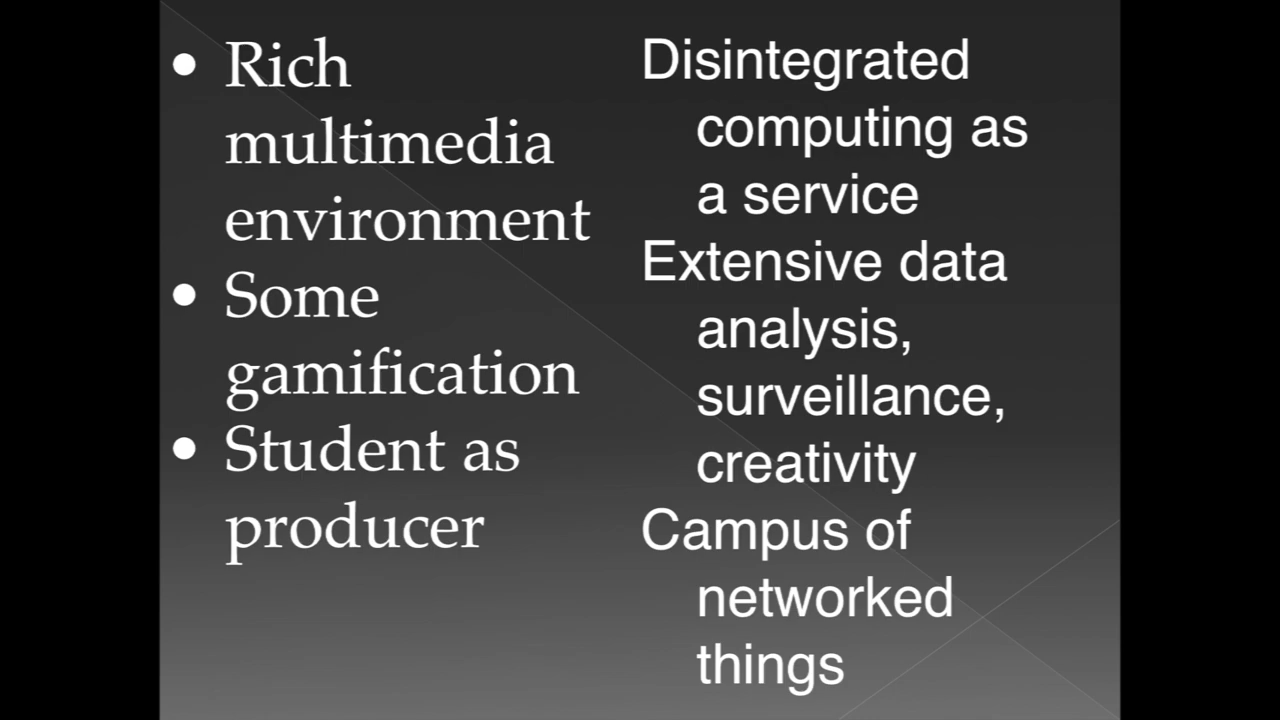 • Rich
multimedia
environment
• Some
gamification
• Student as
producer
Disintegrated
computing as
a service
Extensive data
analysis,
surveillance,
creativity
Campus of
networked
things